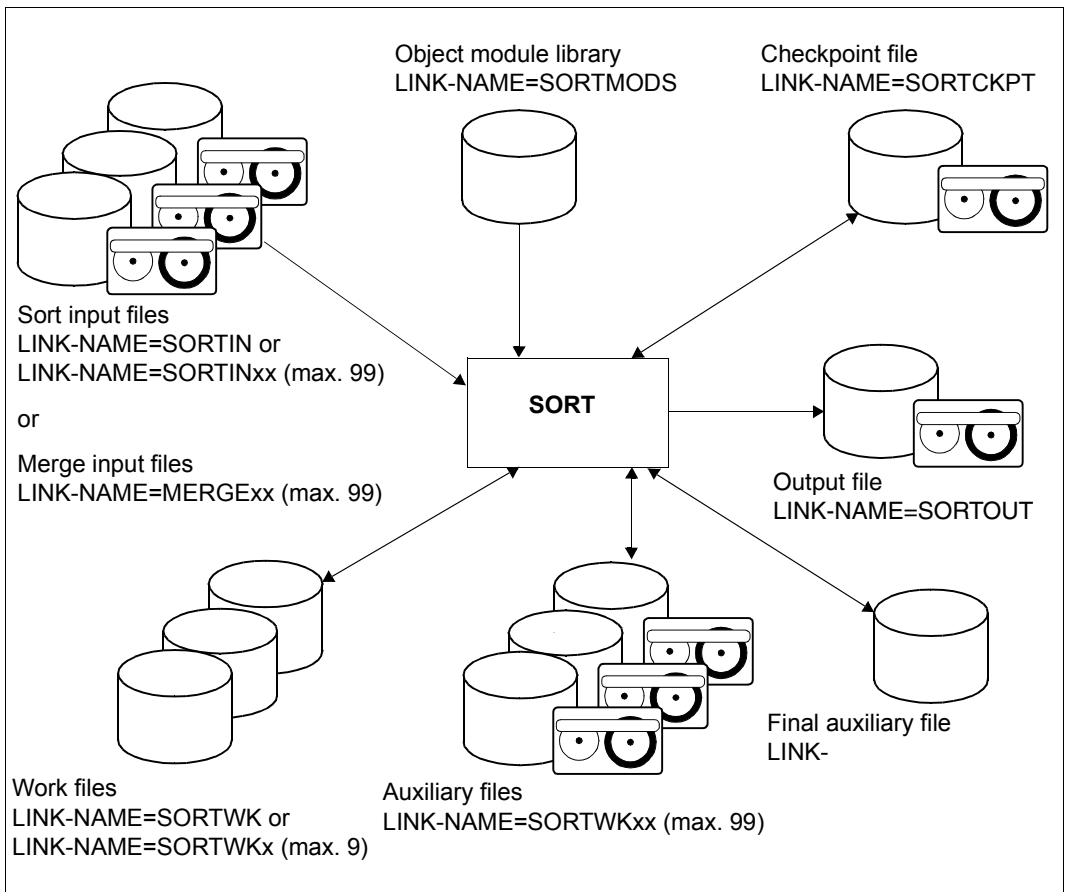 Object module library
LINK-NAME=SORTMODS
Checkpoint file
LINK-NAME=SORTCKPT
Sort input files
LINK-NAME=SORTIN or
LINK-NAME=SORTINxx (max. 99)
or
Merge input files
LINK-NAME=MERGExx (max. 99)
SORT
Output file
LINK-NAME=SORTOUT
Work files
LINK-NAME=SORTWK or
LINK-NAME=SORTWKx (max. 9)
Auxiliary files
LINK-NAME=SORTWKxx (max. 99)
Final auxiliary file
LINK-